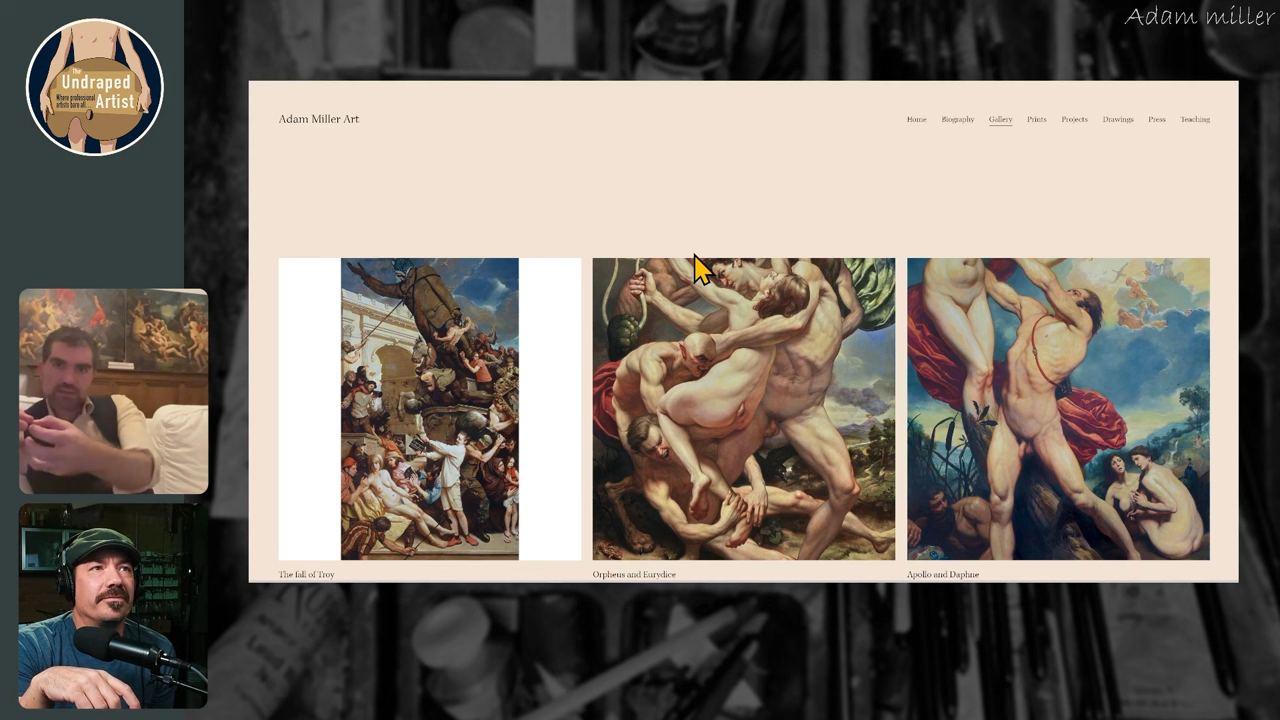 Adam miller
The
Undraped
Where professional
artists bare all.
Artist
Adam Miller Art
Home Biography Gallery Prints Projects Drawings Press Teaching
The fall of Troy
Orpheus and Eurydice
Apollo and Daphne